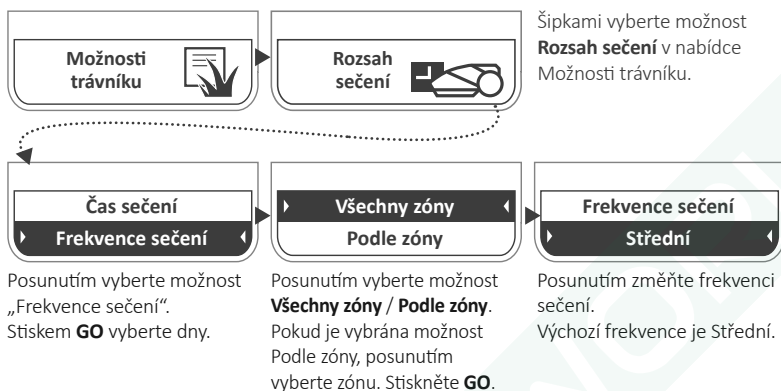 Možnosti
trávníku
Rozsah
sečení
Šipkami vyberte možnost
Rozsah sečení v nabídce
Možnosti trávníku.
Čas sečení
Frekvence sečení
Posunutím vyberte možnost
„Frekvence sečení“.
Stiskem GO vyberte dny.
Všechny zóny
Podle zóny
Posunutím vyberte možnost
Všechny zóny / Podle zóny.
Pokud je vybrána možnost
Podle zóny, posunutím
vyberte zónu. Stiskněte GO.
Frekvence sečení
Střední
Posunutím změňte frekvenci
sečení.
Výchozí frekvence je Střední.